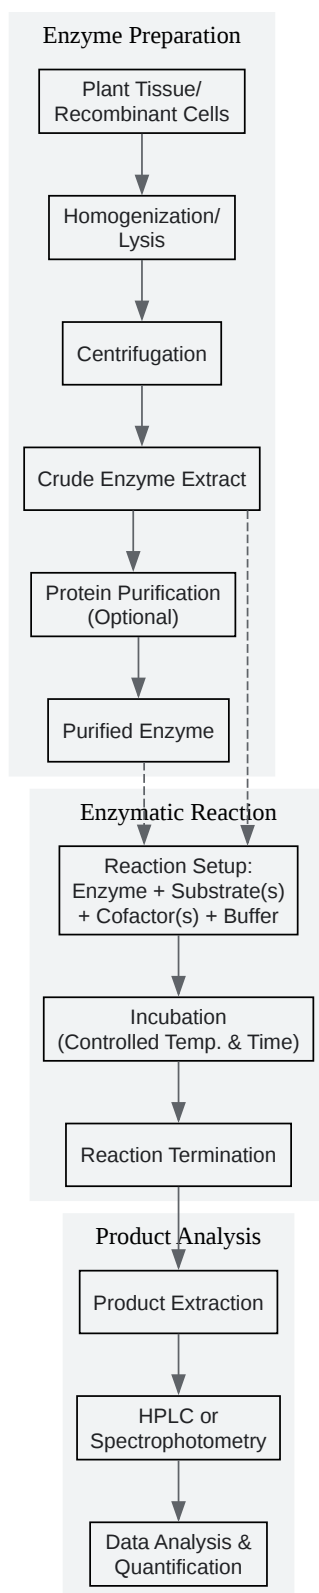 Enzyme Preparation
Plant Tissue/
Recombinant Cells
Homogenization/
Lysis
Centrifugation
Crude Enzyme Extract
Protein Purification
(Optional)
Purified Enzyme
Enzymatic Reaction
Reaction Setup:
Enzyme + Substrate(s)
+ Cofactor(s) + Buffer
Incubation
(Controlled Temp. & Time)
Reaction Termination
Product Analysis
Product Extraction
HPLC or
Spectrophotometry
Data Analysis &
Quantification